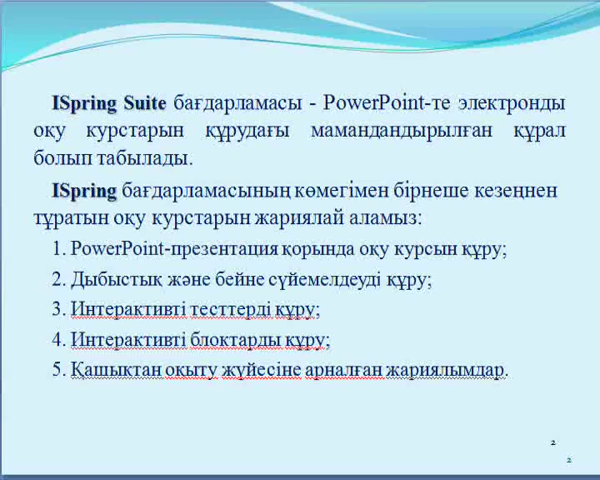 ISpring Suite бағдарламасы - PowerPoint-те электронды
оқу курстарын құрудағы мамандандырылған құрал
болып табылады.
ISpring бағдарламасының көмегімен бірнеше кезеңнен
тұратын оқу курстарын жариялай аламыз:
1. PowerPoint-презентация қорында оқу курсын құру;
2. Дыбыстық және бейне сүйемелдеуді құру;
3. Интерактивті тесттерді құру;
4. Интерактивті блоктарды құру;
5. Қашықтан оқыту жүйесіне арналған жариялымдар.
2
2